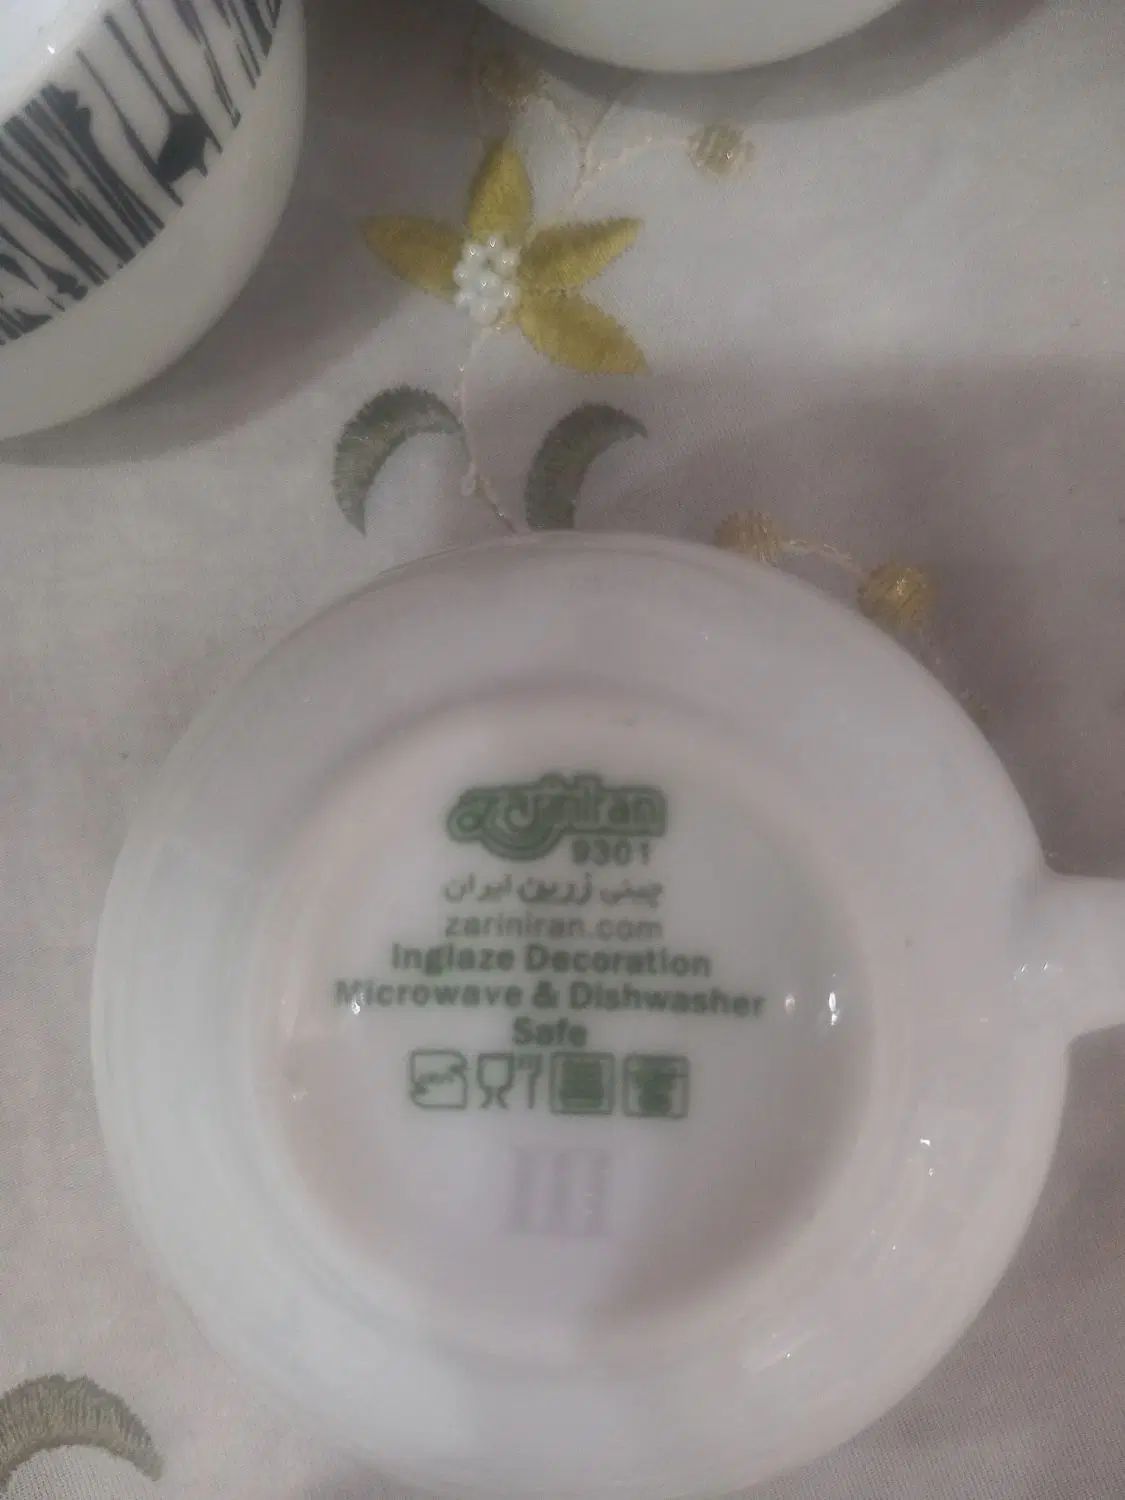 zariniran
9301
چینی زرین ایران
zariniran.com
Inglaze Decoration
Microwave & Dishwasher
Safe